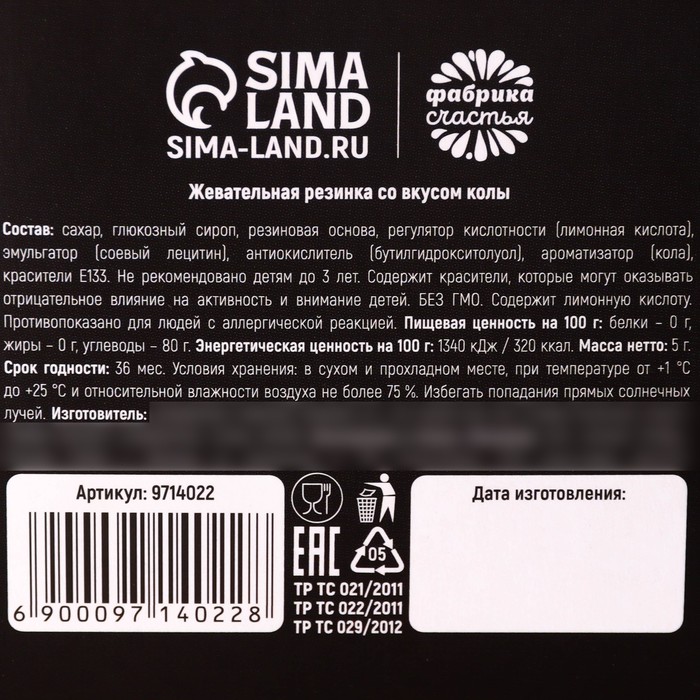 SIMA
LAND
SIMA-LAND.RU
фабрика
счастья
Жевательная резинка со вкусом колы
Состав: сахар, глюкозный сироп, резиновая основа, регулятор кислотности (лимонная кислота),
эмульгатор (соевый лецитин), антиокислитель (бутилгидрокситолуол), ароматизатор (кола),
красители Е133. Не рекомендовано детям до 3 лет. Содержит красители, которые могут оказывать
отрицательное влияние на активность и внимание детей. БЕЗ ГМО. Содержит лимонную кислоту.
Противопоказано для людей с аллергической реакцией. Пищевая ценность на 100 г: белки – 0 г,
жиры – 0 г, углеводы – 80 г. Энергетическая ценность на 100 г: 1340 кДж / 320 ккал. Масса нетто: 5 г.
Срок годности: 36 мес. Условия хранения: в сухом и прохладном месте, при температуре от +1 °С
до +25 °С и относительной влажности воздуха не более 75 %. Избегать попадания прямых солнечных
лучей. Изготовитель:
Артикул: 9714022
6 900097 140228
EAC
05
ТР ТС 021/2011
ТР ТС 022/2011
ТР ТС 029/2012
Дата изготовления: